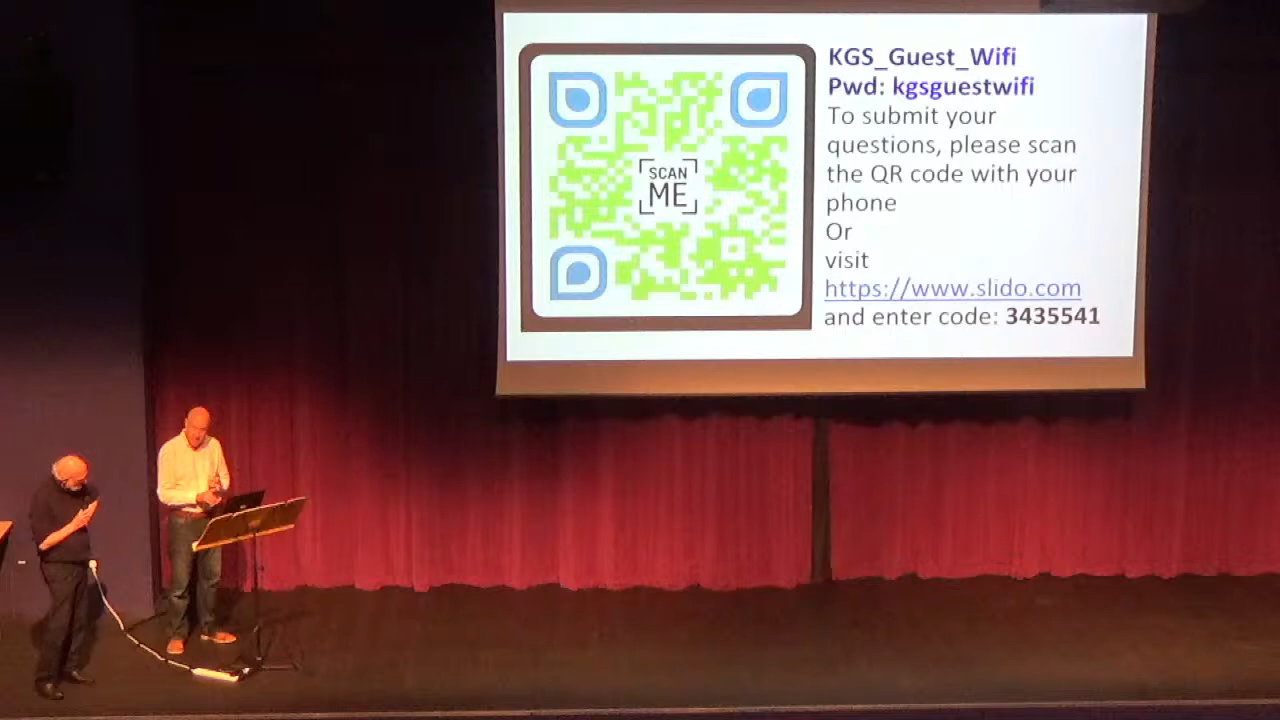 SCAN
ME
KGS_Guest_Wifi
Pwd: kgsguestwifi
To submit your
questions, please scan
the QR code with your
phone
Or
visit
https://www.slido.com
and enter code: 3435541